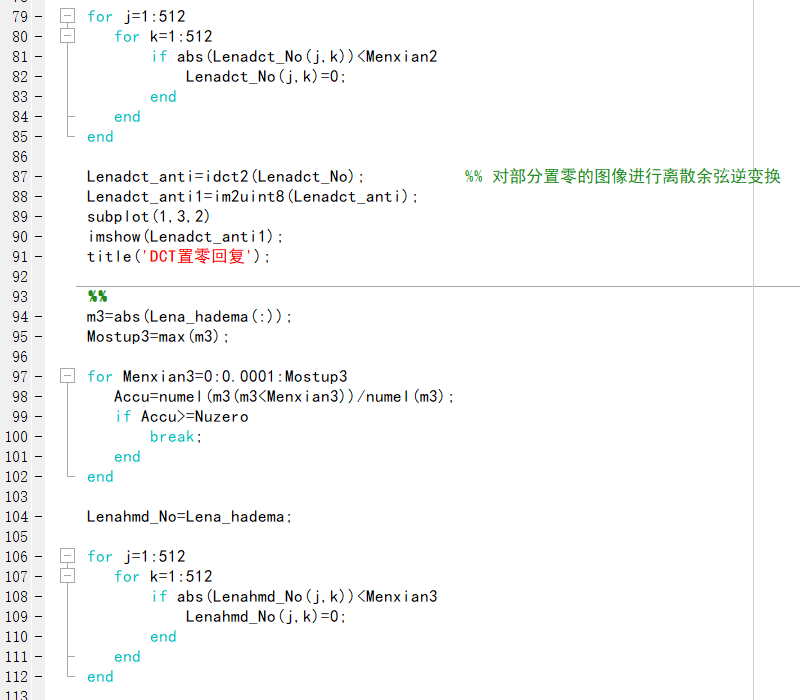 79 for j=1:512
80 for k=1:512
81 if abs(Lenadct_No(j,k))<Menxian2
82 Lenadct_No(j,k)=0;
83 end
84 end
85 end
86
87 Lenadct_anti=idct2(Lenadct_No); %% 对部分置零的图像进行离散余弦逆变换
88 Lenadct_anti1=im2uint8(Lenadct_anti);
89 subplot(1,3,2)
90 imshow(Lenadct_anti1);
91 title('DCT置零回复');
92
93 %%
94 m3=abs(Lena_hadema(:));
95 Mostup3=max(m3);
96
97 for Menxian3=0:0.0001:Mostup3
98 Accu=numel(m3(m3<Menxian3))/numel(m3);
99 if Accu>=Nuzero
100 break;
101 end
102 end
103
104 Lenahmd_No=Lena_hadema;
105
106 for j=1:512
107 for k=1:512
108 if abs(Lenahmd_No(j,k))<Menxian3
109 Lenahmd_No(j,k)=0;
110 end
111 end
112 end
113